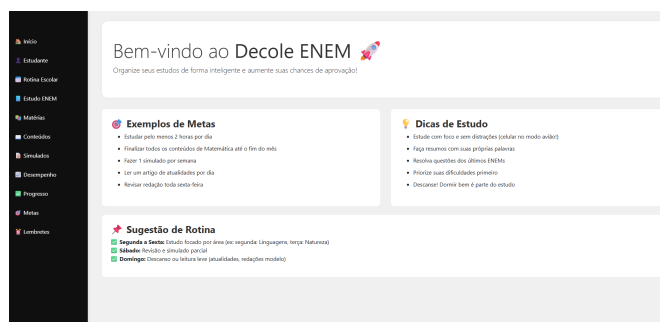 Início
Estudante
Rotina Escolar
Estudo ENEM
Matérias
Conteúdos
Simulados
Desempenho
Progresso
Metas
Lembretes
Bem-vindo ao Decole ENEM 🚀
Organize seus estudos de forma inteligente e aumente suas chances de aprovação!
🎯 Exemplos de Metas
• Estudar pelo menos 2 horas por dia
• Finalizar todos os conteúdos de Matemática até o fim do mês
• Fazer 1 simulado por semana
• Ler um artigo de atualidades por dia
• Revisar redação toda sexta-feira
💡 Dicas de Estudo
• Estude com foco e sem distrações (celular no modo avião!)
• Faça resumos com suas próprias palavras
• Resolva questões dos últimos ENEMs
• Priorize suas dificuldades primeiro
• Descanse! Dormir bem é parte do estudo
📌 Sugestão de Rotina
✅ Segunda a Sexta: Estudo focado por área (ex: segunda: Linguagens, terça: Natureza)
✅ Sábado: Revisão e simulado parcial
✅ Domingo: Descanso ou leitura leve (atualidades, redações modelo)